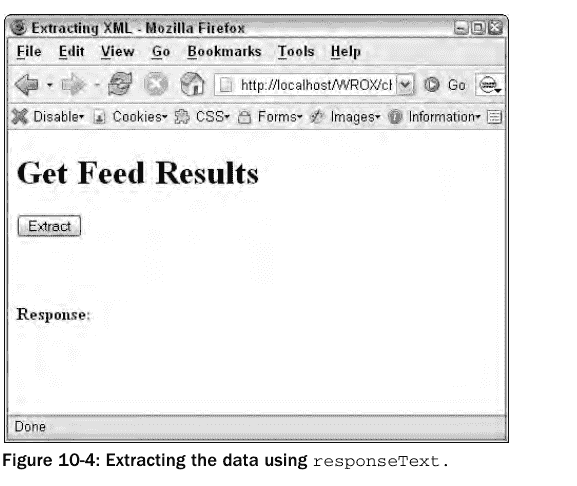 Extracting XML - Mozilla Firefox
File Edit View Go Bookmarks Tools Help
http://localhost/WROX/cl Go
Disable Cookies CSS Forms Images Information
Get Feed Results
Extract
Response:
Done
Figure 10-4: Extracting the data using responseText.